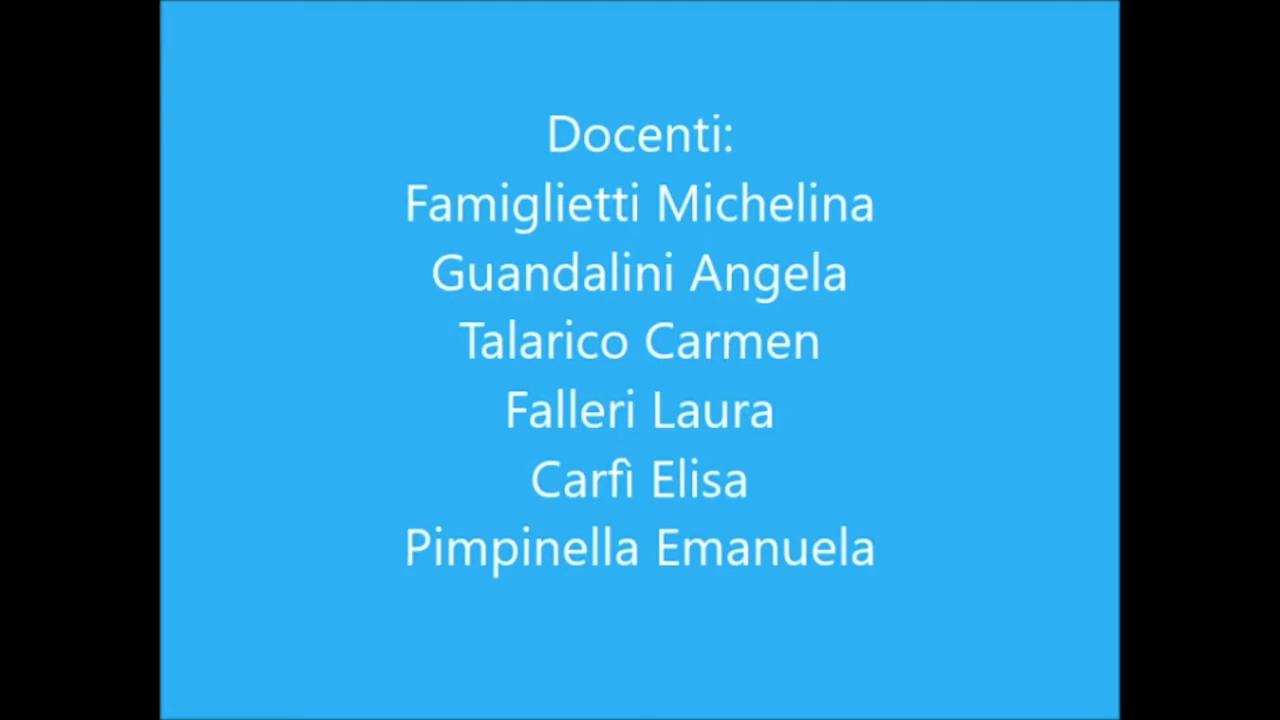 Docenti:
Famiglietti Michelina
Guandalini Angela
Talarico Carmen
Falleri Laura
Carfì Elisa
Pimpinella Emanuela